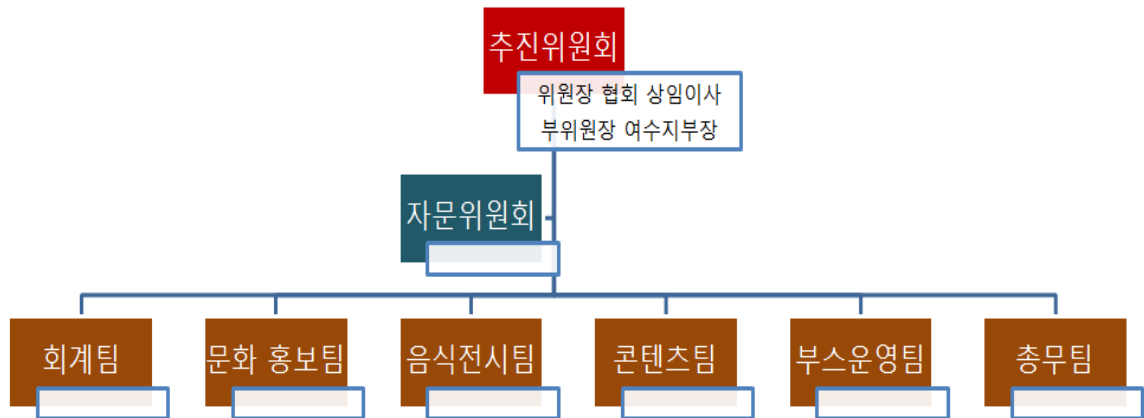 추진위원회
위원장 협회 상임이사
부위원장 여수지부장
자문위원회
회계팀
문화 홍보팀
음식전시팀
콘텐츠팀
부스운영팀
총무팀